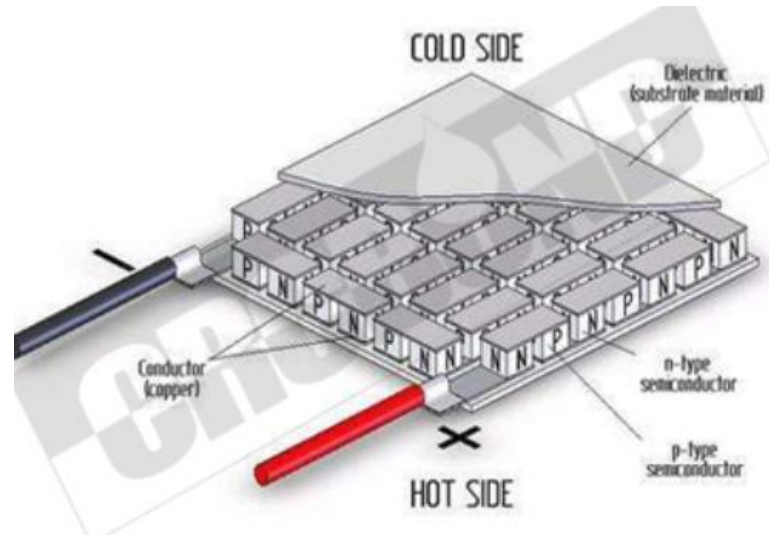 COLD SIDE
Dielectric
(substrate material)
P
P N P N P N N
N N P N P N P N
Conductor
(copper)
n-type
semiconductor
p-type
semiconductor
HOT SIDE